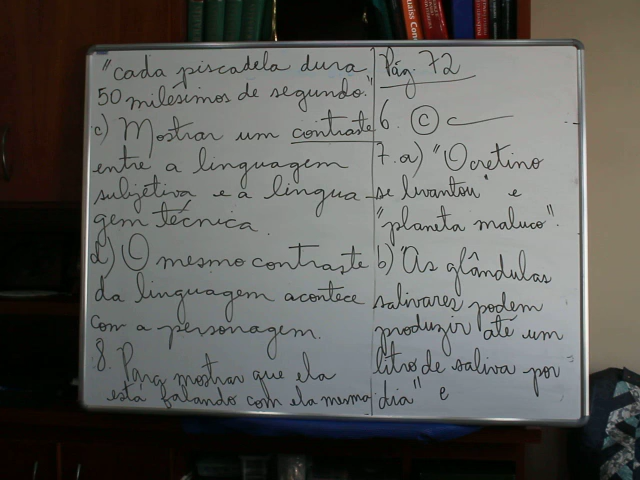 "cada piscadela dura
50 milésimos de segundo."
c) Mostrar um contraste
entre a linguagem
subjetiva e a lingua-
gem técnica.
d) O mesmo contraste
da linguagem acontece
com a personagem.
8. Para mostrar que ela
está falando com ela mesma
Pág. 72
6. C
7. a) "O cretino
se livantou" e
"planeta maluco".
b) "As glândulas
salivares podem
produzir até um
litro de saliva por
dia" e